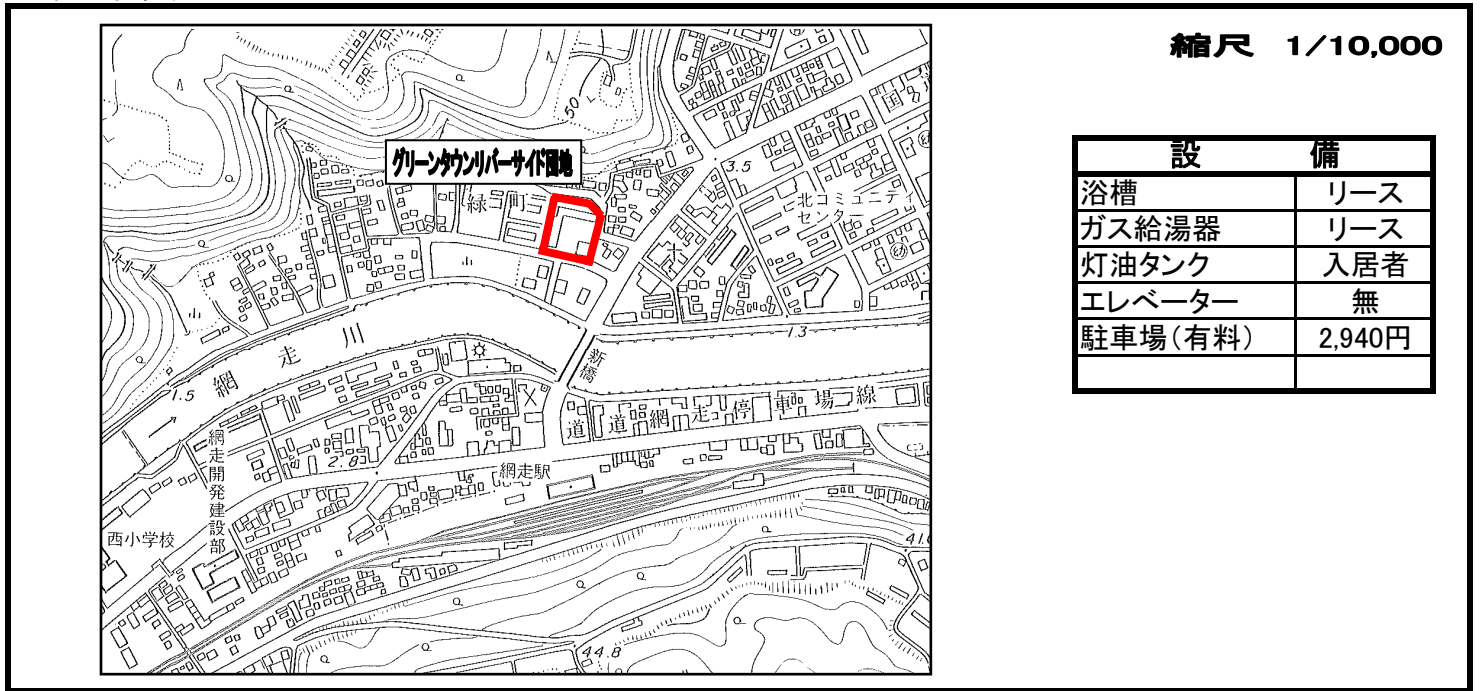 縮尺 1/10,000
グリーンタウンリバーサイド団地
緑町
50
3.5
北コミュニティ
センター
網走川
新橋
1.3
1.5
道道網走停車場線
2.8
網走駅
網走開発建設部
西小学校
41.
44.8
設 備
浴槽 リース
ガス給湯器 リース
灯油タンク 入居者
エレベーター 無
駐車場(有料) 2,940円